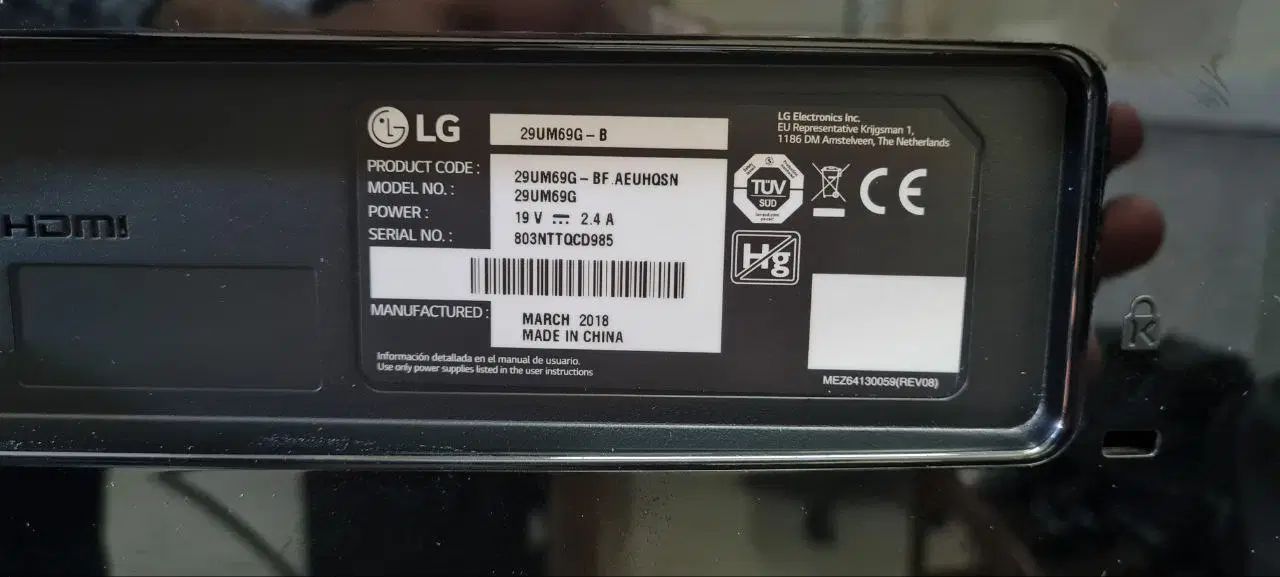 HDMI
LG
29UM69G-B
LG Electronics Inc.
EU Representative Krijgsman 1,
1186 DM Amstelveen, The Netherlands
PRODUCT CODE : 29UM69G-BF.AEUHQSN
MODEL NO. : 29UM69G
POWER : 19 V ⎓ 2.4 A
SERIAL NO. : 803NTTQCD985
TÜV
SÜD
CE
Hg
MANUFACTURED : MARCH 2018
MADE IN CHINA
Información detallada en el manual de usuario.
Use only power supplies listed in the user instructions
MEZ64130059(REV08)
K